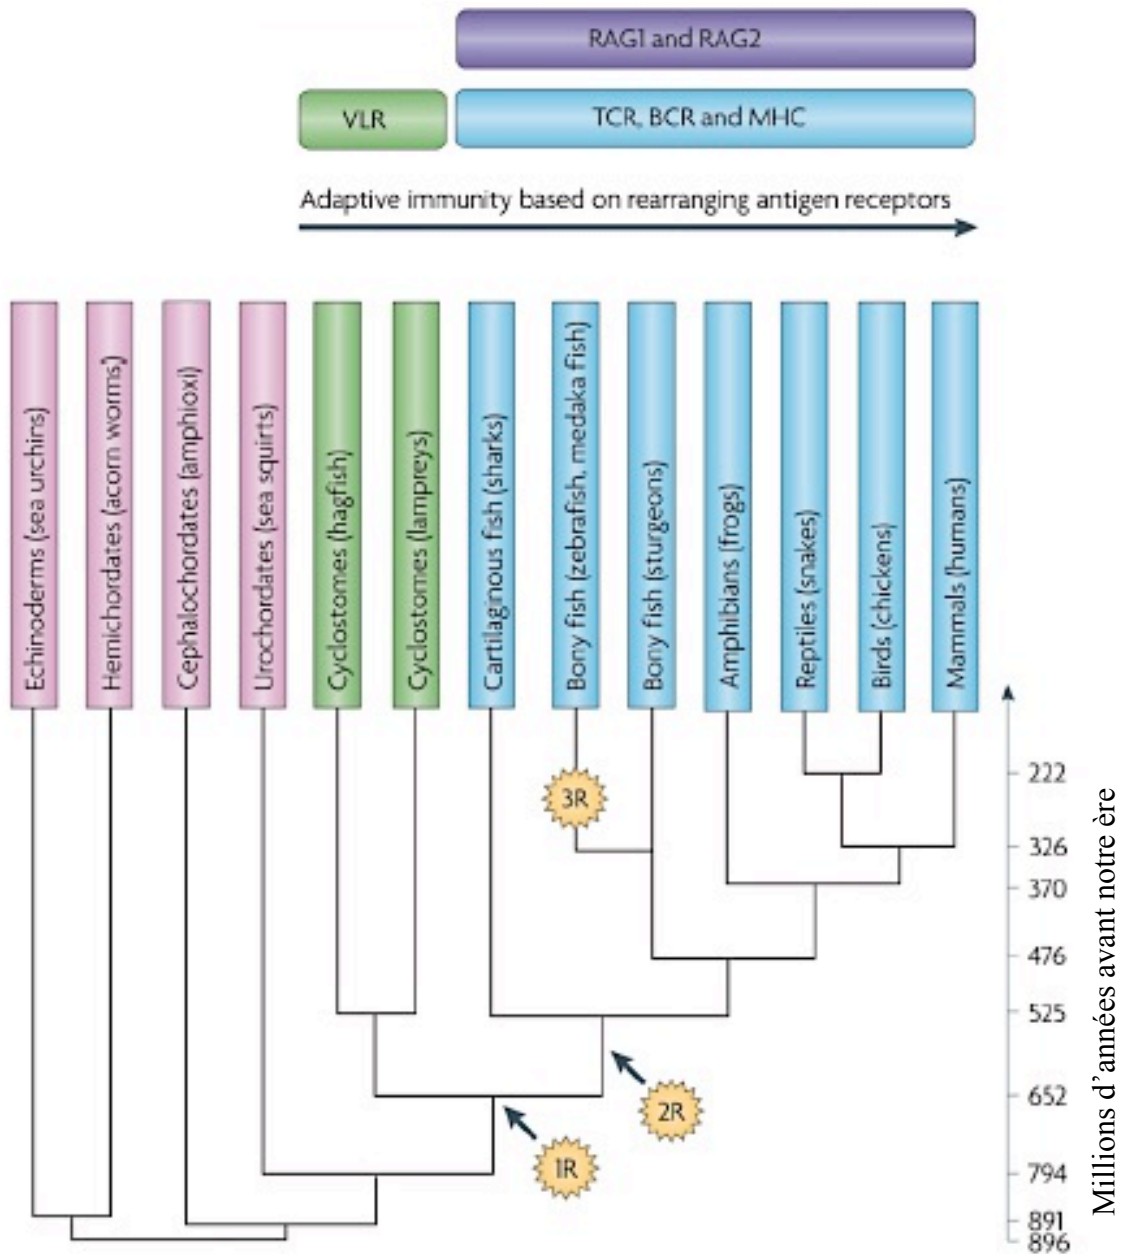 RAG1 and RAG2
VLR
TCR, BCR and MHC
Adaptive immunity based on rearranging antigen receptors
Echinoderms (sea urchins)
Hemichordates (acorn worms)
Cephalochordates (amphioxi)
Urochordates (sea squirts)
Cyclostomes (hagfish)
Cyclostomes (lampreys)
Cartilaginous fish (sharks)
Bony fish (zebrafish, medaka fish)
Bony fish (sturgeons)
Amphibians (frogs)
Reptiles (snakes)
Birds (chickens)
Mammals (humans)
3R
2R
1R
222
326
370
476
525
652
794
891
896
Millions d’années avant notre ère